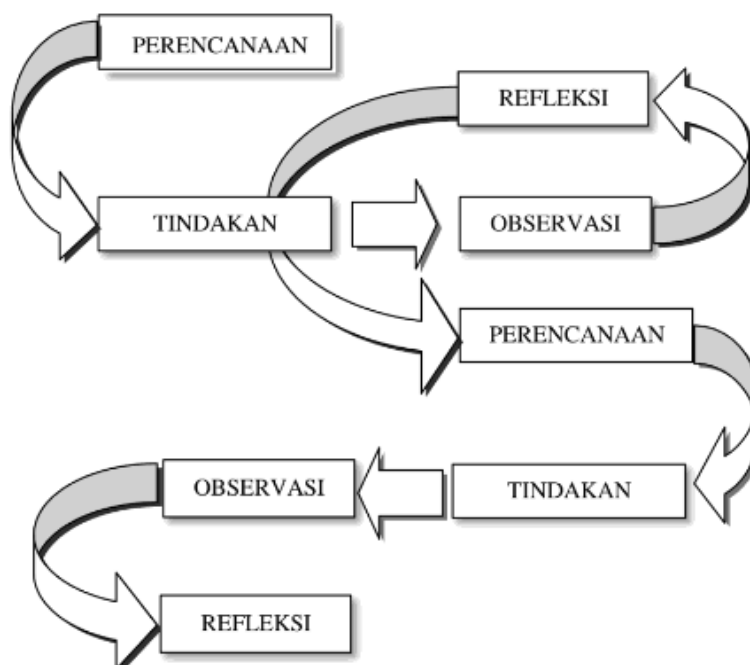 PERENCANAAN
REFLEKSI
TINDAKAN
OBSERVASI
PERENCANAAN
OBSERVASI
TINDAKAN
REFLEKSI